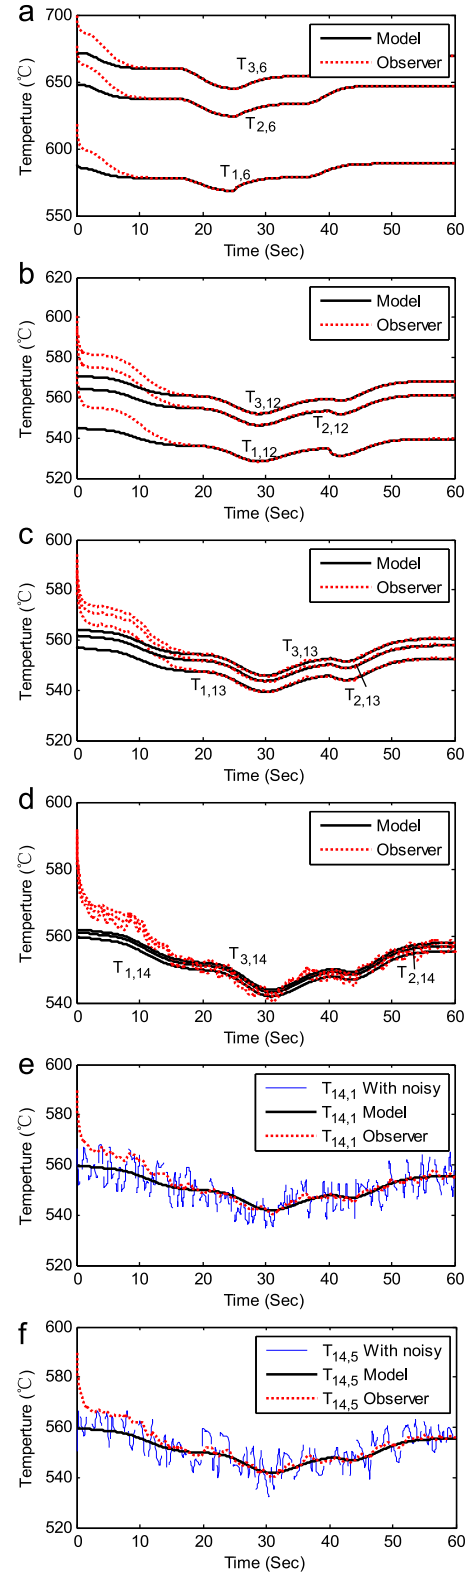 a
700
650
600
550
Temperture (℃)
Model
Observer
T3,6
T2,6
T1,6
0 10 20 30 40 50 60
Time (Sec)
b
620
600
580
560
540
520
Temperture (℃)
Model
Observer
T3,12
T2,12
T1,12
0 10 20 30 40 50 60
Time (Sec)
c
600
580
560
540
520
Temperture (℃)
Model
Observer
T3,13
T1,13
T2,13
0 10 20 30 40 50 60
Time (Sec)
d
600
580
560
540
Temperture (℃)
Model
Observer
T1,14
T3,14
T2,14
0 10 20 30 40 50 60
Time (Sec)
e
600
580
560
540
520
Temperture (℃)
T14,1 With noisy
T14,1 Model
T14,1 Observer
0 10 20 30 40 50 60
Time (Sec)
f
600
580
560
540
520
Temperture (℃)
T14,5 With noisy
T14,5 Model
T14,5 Observer
0 10 20 30 40 50 60
Time (Sec)